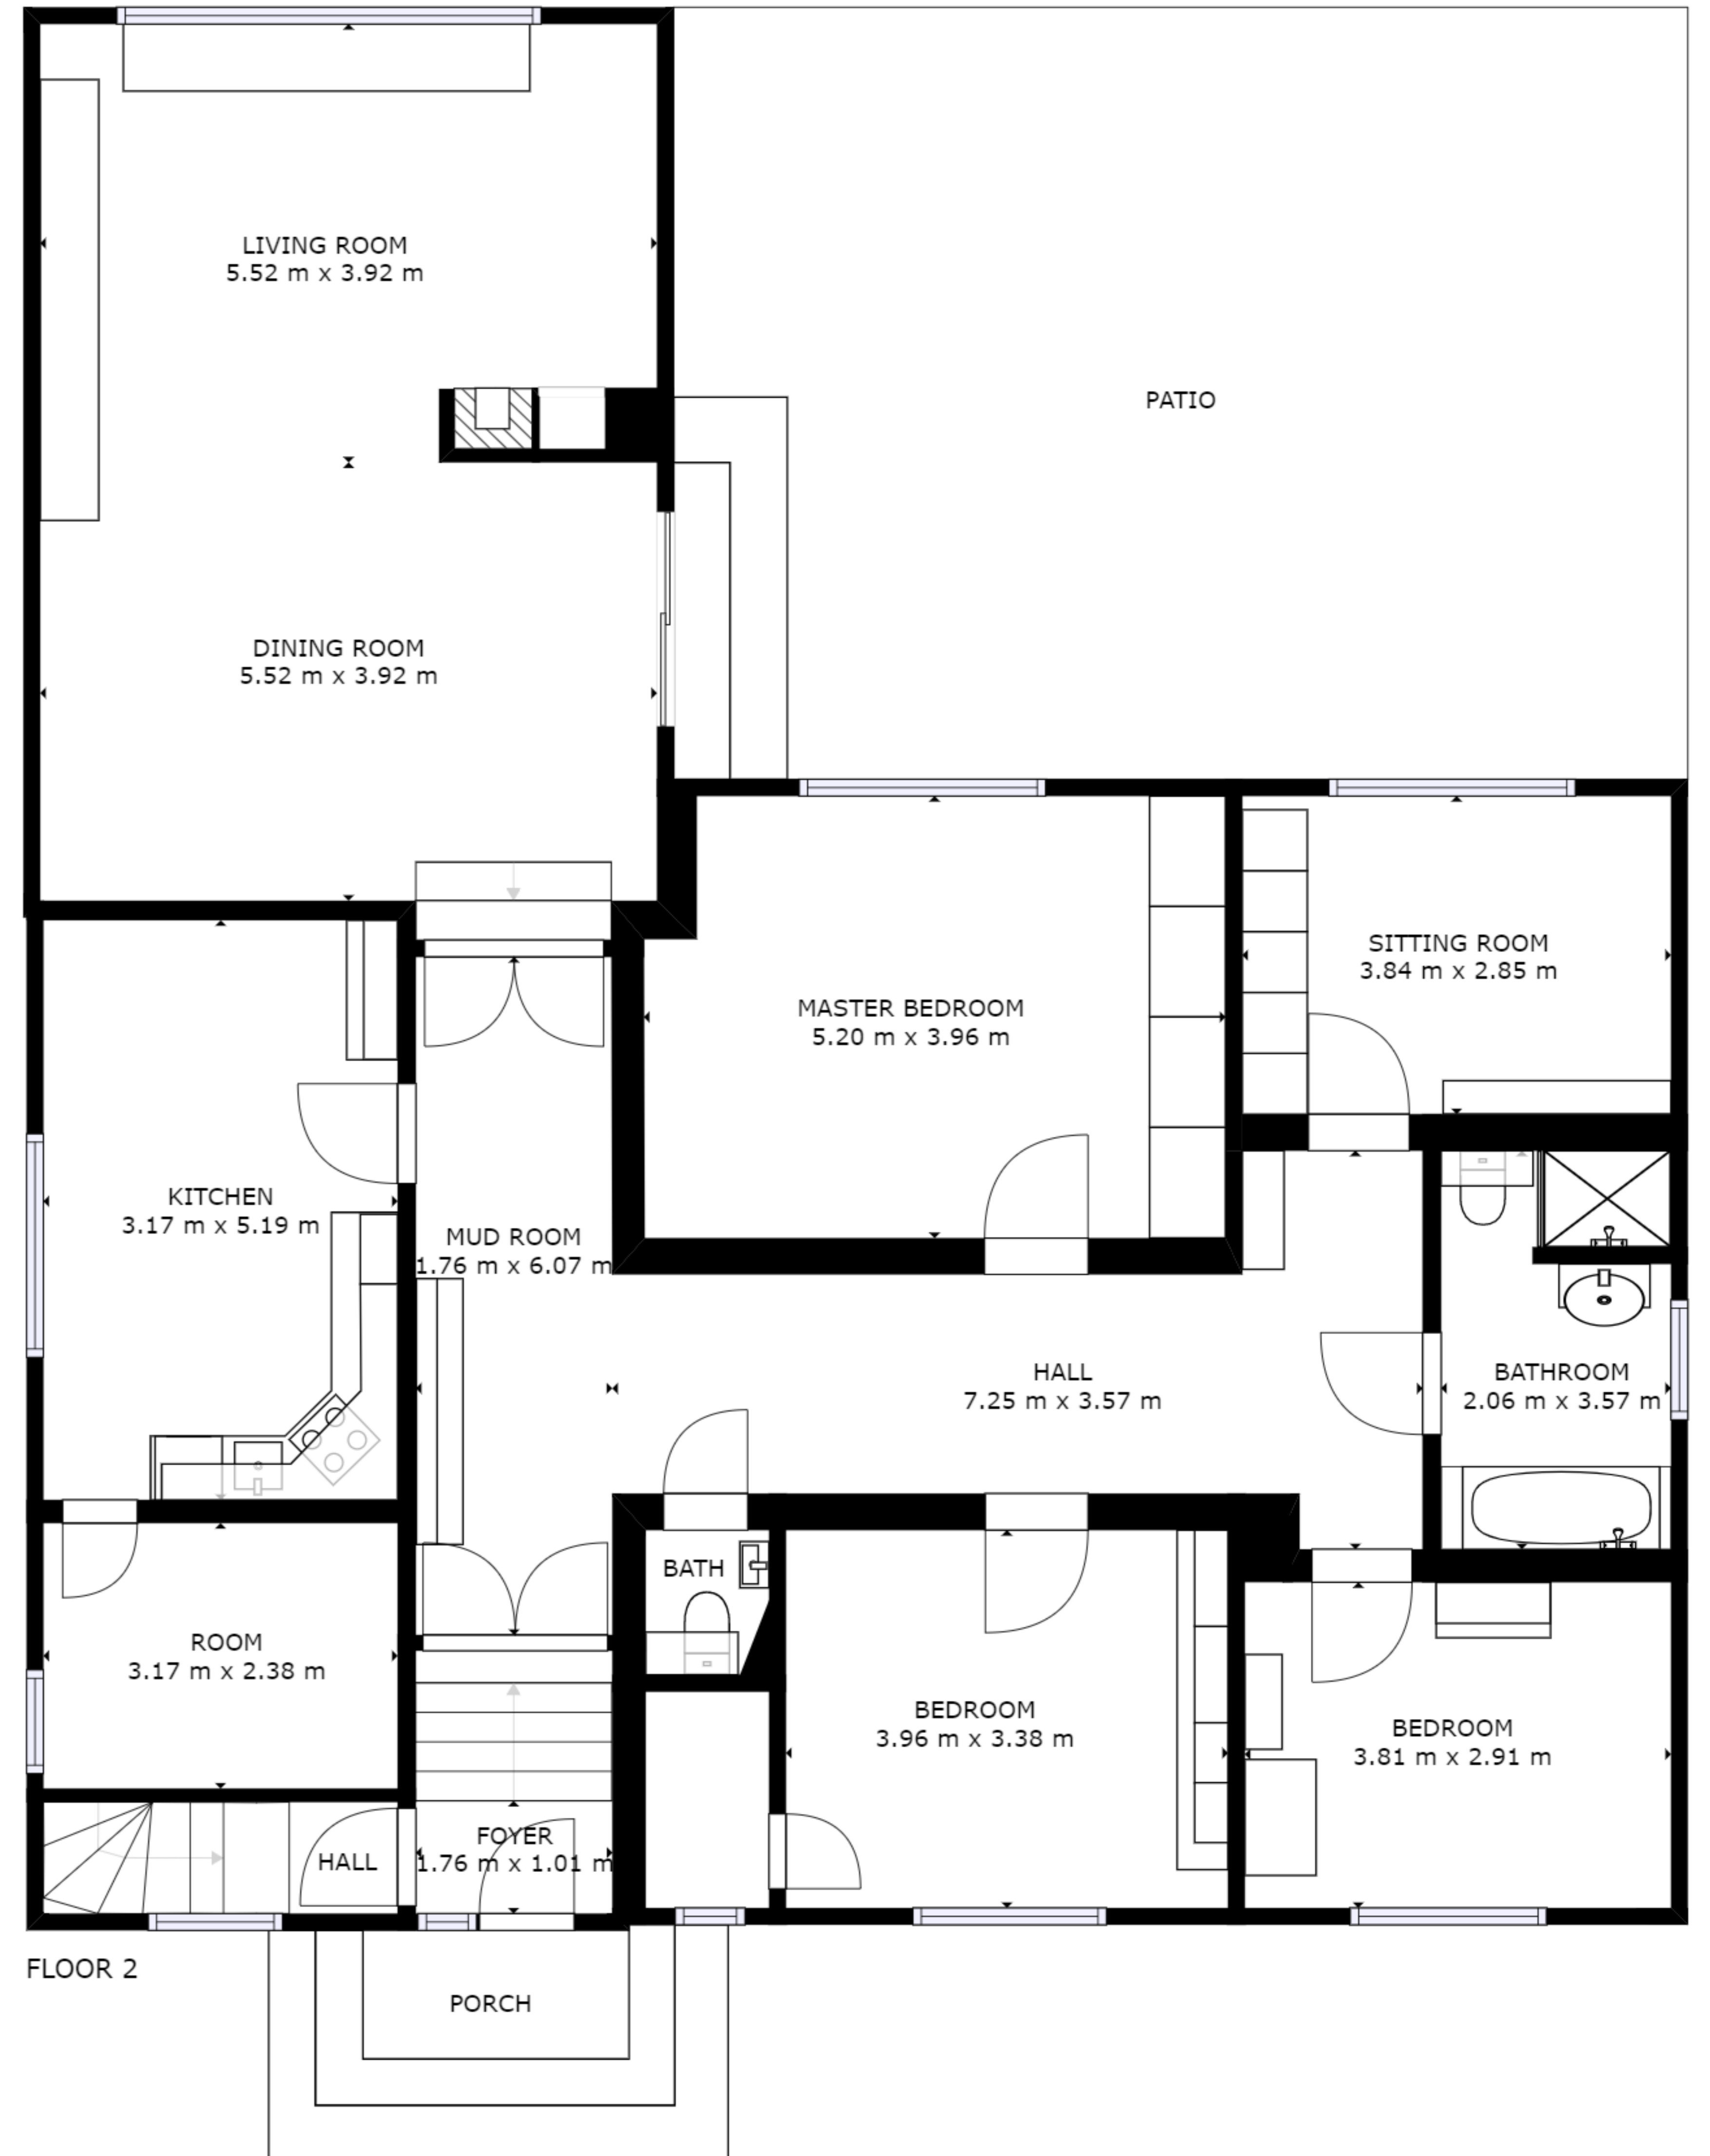 LIVING ROOM
5.52 m x 3.92 m
PATIO
DINING ROOM
5.52 m x 3.92 m
SITTING ROOM
3.84 m x 2.85 m
MASTER BEDROOM
5.20 m x 3.96 m
KITCHEN
3.17 m x 5.19 m
MUD ROOM
1.76 m x 6.07 m
HALL
7.25 m x 3.57 m
BATHROOM
2.06 m x 3.57 m
BATH
ROOM
3.17 m x 2.38 m
BEDROOM
3.96 m x 3.38 m
BEDROOM
3.81 m x 2.91 m
HALL
FOYER
1.76 m x 1.01 m
FLOOR 2
PORCH